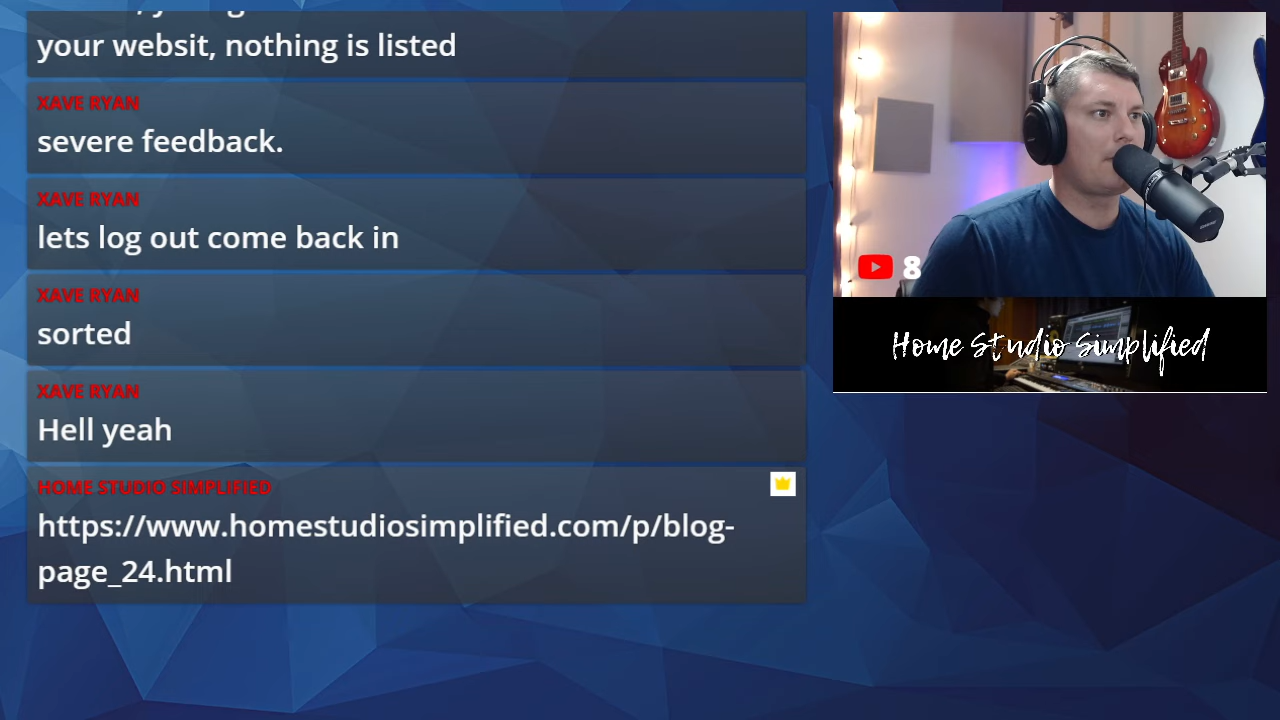 your websit, nothing is listed
XAVE RYAN
severe feedback.
XAVE RYAN
lets log out come back in
XAVE RYAN
sorted
XAVE RYAN
Hell yeah
HOME STUDIO SIMPLIFIED
https://www.homestudiosimplified.com/p/blog-
page_24.html
8
Home Studio Simplified